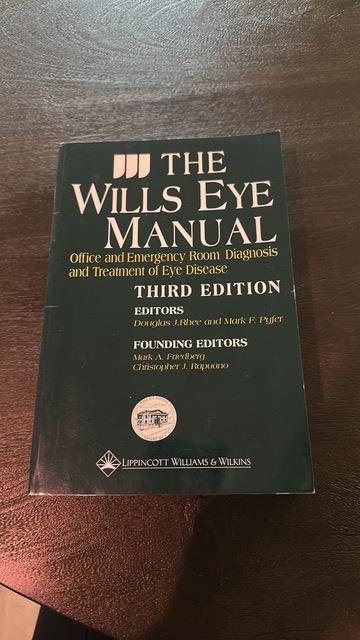 THE
WILLS EYE
MANUAL
Office and Emergency Room Diagnosis
and Treatment of Eye Disease
THIRD EDITION
EDITORS
Douglas J. Rhee and Mark F. Pyfer
FOUNDING EDITORS
Mark A. Friedberg
Christopher J. Rapuano
LIPPINCOTT WILLIAMS & WILKINS